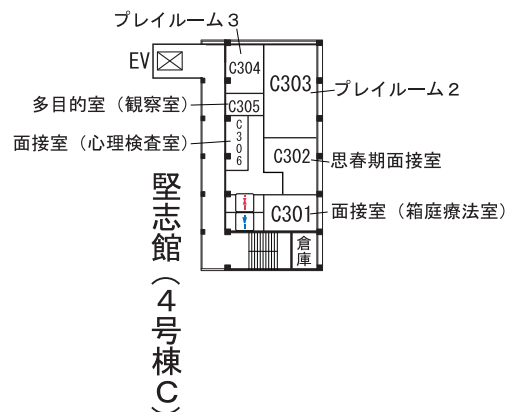 プレイルーム3
EV
C304
C303
プレイルーム2
多目的室（観察室）
C305
面接室（心理検査室）
C306
C302
思春期面接室
C301
面接室（箱庭療法室）
倉庫
堅志館（4号棟C）